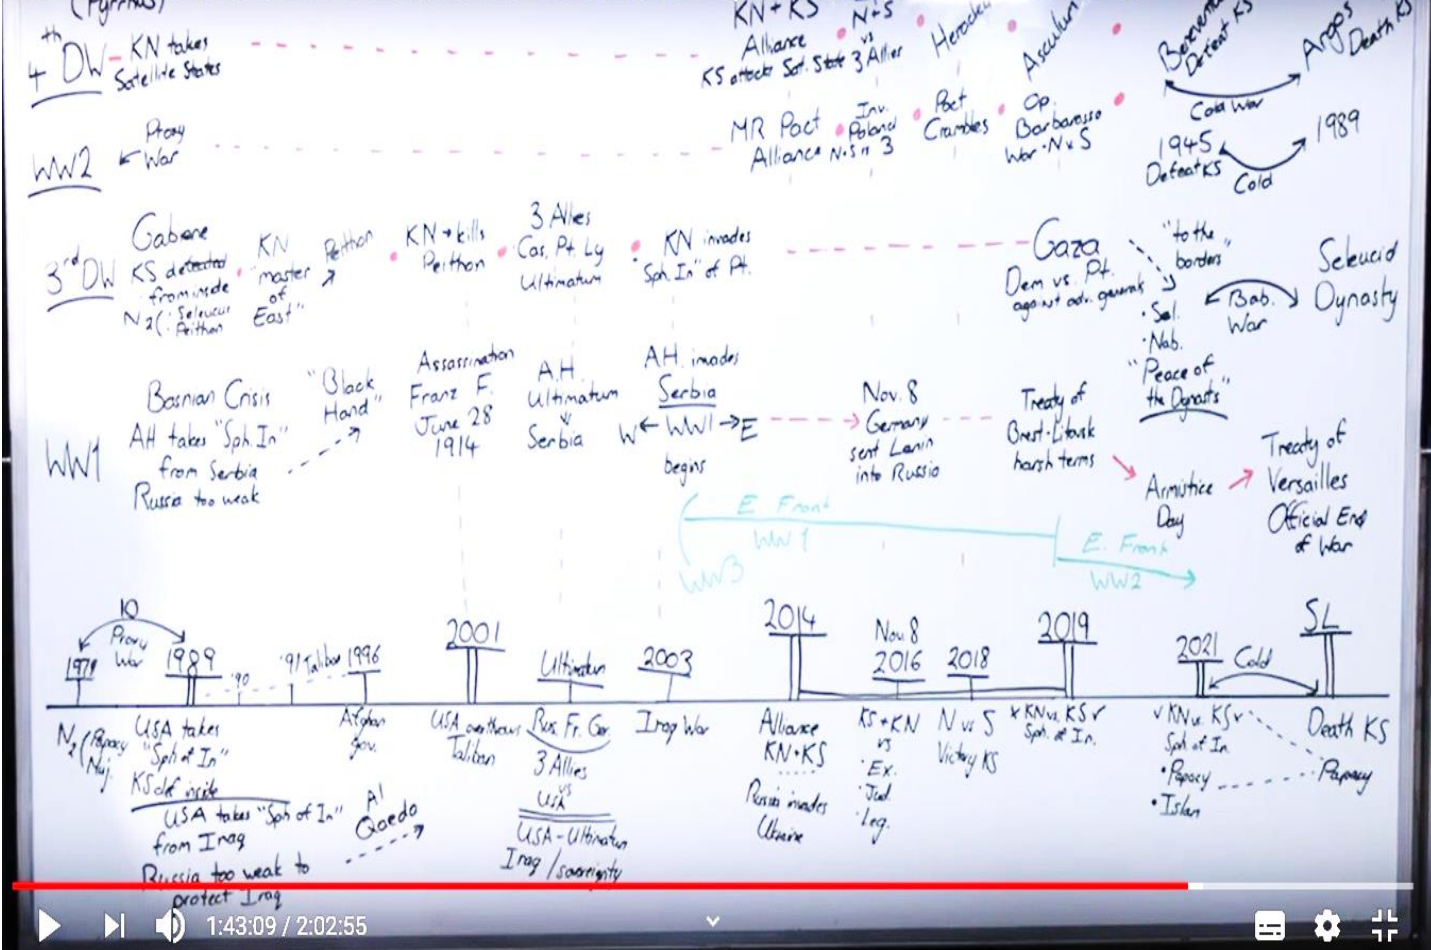 (Pyrrhus)
4th DW - KN takes
Satellite States
KN + KS
Alliance
KS attacks Sat. State
N+S
vs
3 Allies
Asculum
Defeat KS
Argos
Death KS
Cold War
WW2
Proxy
War
MR Pact
Alliance
Inv.
Poland
N+S v 3
Pact
Crumbles
Op.
Barbarossa
War - N v S
1945
Defeat KS
Cold
1989
3rd DW
Gabene
KS defeated
from inside
N2(: Seleucus
Peithon
KN
"master
of
East"
Peithon
KN → kills
Peithon
3 Allies
Cas. Pt. Ly
Ultimatum
KN invades
"Sph. In" of Pt.
Gaza
Dem vs. Pt.
against adv. generals
"to the
borders"
• Sel.
• Nab.
"Peace of
the Dynasts"
Bab.
War
Seleucid
Dynasty
WW1
Bosnian Crisis
AH takes "Sph. In"
from Serbia
Russia too weak
"Black
Hand"
Assassination
Franz F.
June 28
1914
A.H.
Ultimatum
Serbia
A.H. invades
Serbia
W ← WW1 → E
begins
Nov. 8
Germany
sent Lenin
into Russia
Treaty of
Brest-Litovsk
harsh terms
Armistice
Day
Treaty of
Versailles
Official End
of War
E Front
WW1
WW3
E. Front
WW2
10
Proxy
War
1979
1989
'90
'91 Taliban
1996
2001
Ultimatum
2003
2014
Nov. 8
2016
2018
2019
2021
Cold
SL
N2 (Papacy
Muj.
USA takes
"Sph of In"
KS def inside
USA takes "Sph of In"
from Iraq
Russia too weak to
protect Iraq
Afghan
Gov.
Al
Qaeda
USA overthrows
Taliban
Rus. Fr. Ger.
3 Allies
vs
USA
USA - Ultimatum
Iraq / sovereignty
Iraq War
Alliance
KN + KS
Russia invades
Ukraine
KS + KN
vs
• Ex.
• Jud.
• Leg.
N vs S
Victory KS
x KN vs. KS ✓
Sph. of In.
✓ KN vs. KS x
Sph of In
• Papacy
• Islam
Death KS
Papacy
1:43:09 / 2:02:55